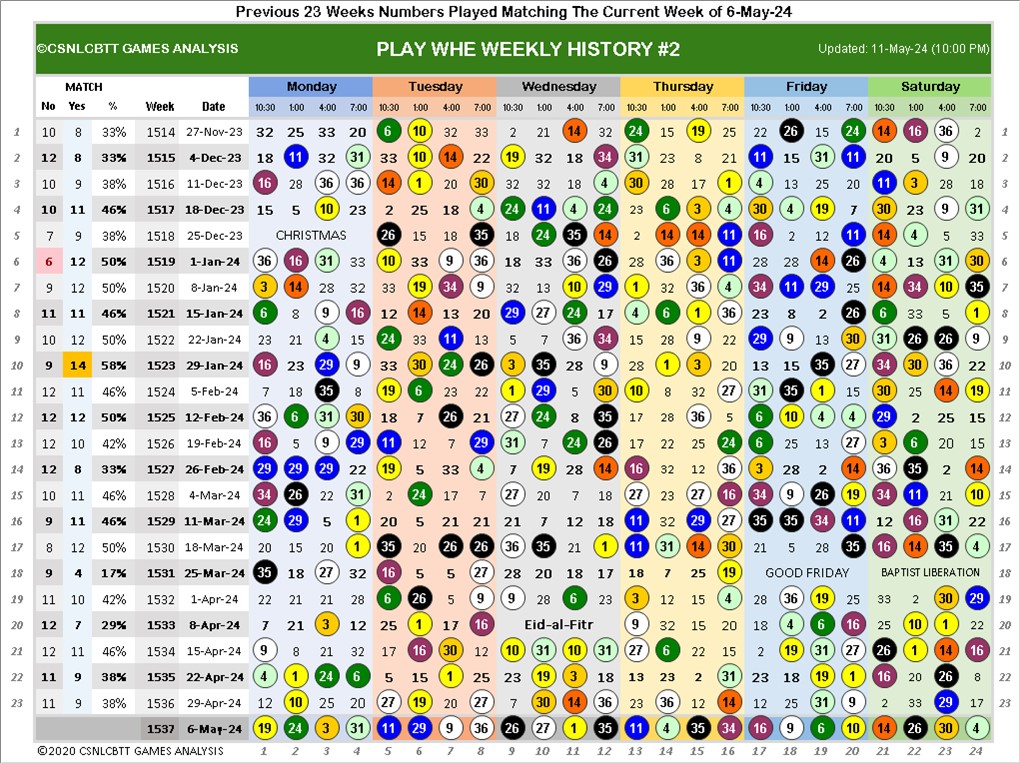 Previous 23 Weeks Numbers Played Matching The Current Week of 6-May-24
©CSNLCBTT GAMES ANALYSIS PLAY WHE WEEKLY HISTORY #2 Updated: 11-May-24 (10:00 PM)
MATCH Monday Tuesday Wednesday Thursday Friday Saturday
No Yes % Week Date 10:30 1:00 4:00 7:00 10:30 1:00 4:00 7:00 10:30 1:00 4:00 7:00 10:30 1:00 4:00 7:00 10:30 1:00 4:00 7:00 10:30 1:00 4:00 7:00
1 10 8 33% 1514 27-Nov-23 32 25 33 20 6 10 32 33 2 21 14 32 24 15 19 25 22 26 15 24 14 16 36 2 1
2 12 8 33% 1515 4-Dec-23 18 11 32 31 33 10 14 22 19 32 18 34 31 23 8 21 11 15 31 11 20 5 9 20 2
3 10 9 38% 1516 11-Dec-23 16 28 36 36 14 1 20 30 32 32 18 4 30 28 17 1 4 13 25 20 11 3 28 18 3
4 10 11 46% 1517 18-Dec-23 15 5 10 23 2 25 18 4 24 11 4 24 23 6 3 4 30 4 19 7 30 23 9 31 4
5 7 9 38% 1518 25-Dec-23 CHRISTMAS 26 15 18 35 18 24 35 14 2 14 14 11 16 2 12 11 14 4 5 33 5
6 6 12 50% 1519 1-Jan-24 36 16 31 33 10 33 9 36 18 33 36 26 28 36 3 11 28 28 14 26 4 13 31 30 6
7 9 12 50% 1520 8-Jan-24 3 14 28 32 33 19 34 9 32 13 10 29 1 32 36 4 34 11 29 25 14 34 10 35 7
8 11 11 46% 1521 15-Jan-24 6 8 9 16 12 14 13 20 29 27 24 17 4 6 1 36 23 8 2 26 6 33 5 1 8
9 10 12 50% 1522 22-Jan-24 23 21 4 15 24 33 11 13 5 7 36 34 15 28 9 22 29 9 13 30 31 26 26 9 9
10 9 14 58% 1523 29-Jan-24 16 23 29 9 33 30 24 26 3 35 28 9 28 1 3 20 10 13 35 27 34 30 36 22 10
11 12 11 46% 1524 5-Feb-24 7 18 35 8 19 6 23 22 1 29 5 30 10 8 32 27 31 35 1 15 30 25 14 19 11
12 12 12 50% 1525 12-Feb-24 36 6 31 30 18 7 26 21 27 24 8 35 17 28 36 5 6 10 4 4 29 2 25 15 12
13 12 10 42% 1526 19-Feb-24 16 5 9 29 11 12 7 29 31 7 24 26 17 22 25 24 6 25 13 27 3 6 20 15 13
14 12 8 33% 1527 26-Feb-24 29 29 29 22 19 5 33 4 7 19 28 14 16 32 12 36 3 28 2 14 36 35 2 14 14
15 10 11 46% 1528 4-Mar-24 34 26 22 31 2 24 17 7 27 20 7 18 27 23 27 16 34 9 26 19 34 11 21 10 15
16 9 11 46% 1529 11-Mar-24 24 29 5 1 20 5 21 21 21 7 12 18 11 32 29 27 35 35 34 11 12 16 31 22 16
17 8 12 50% 1530 18-Mar-24 20 15 20 1 35 20 26 26 36 35 21 1 11 31 14 30 21 5 28 35 16 14 35 4 17
18 9 4 17% 1531 25-Mar-24 35 18 27 32 16 5 5 27 28 20 18 17 18 7 25 19 GOOD FRIDAY BAPTIST LIBERATION 18
19 11 10 42% 1532 1-Apr-24 22 21 21 28 6 26 5 9 9 28 6 23 3 12 15 4 28 36 19 25 33 2 30 29 19
20 12 7 29% 1533 8-Apr-24 7 21 3 12 25 1 17 16 Eid-al-Fitr 9 32 15 20 18 4 6 16 22 10 1 22 20
21 12 11 46% 1534 15-Apr-24 9 8 21 32 17 16 30 12 10 31 10 31 27 6 22 15 2 19 31 27 26 1 14 16 21
22 11 9 38% 1535 22-Apr-24 4 1 24 6 5 15 1 25 23 19 3 18 13 23 2 31 23 18 19 1 16 20 26 8 22
23 11 9 38% 1536 29-Apr-24 12 10 25 20 27 19 20 27 7 30 14 36 23 36 12 14 13 5 31 9 2 33 29 17 23
1537 6-May-24 19 24 3 31 11 29 9 36 26 27 1 35 11 14 35 34 16 9 6 10 14 26 30 4
©2020 CSNLCBTT GAMES ANALYSIS 1 2 3 4 5 6 7 8 9 10 11 12 13 14 15 16 17 18 19 20 21 22 23 24